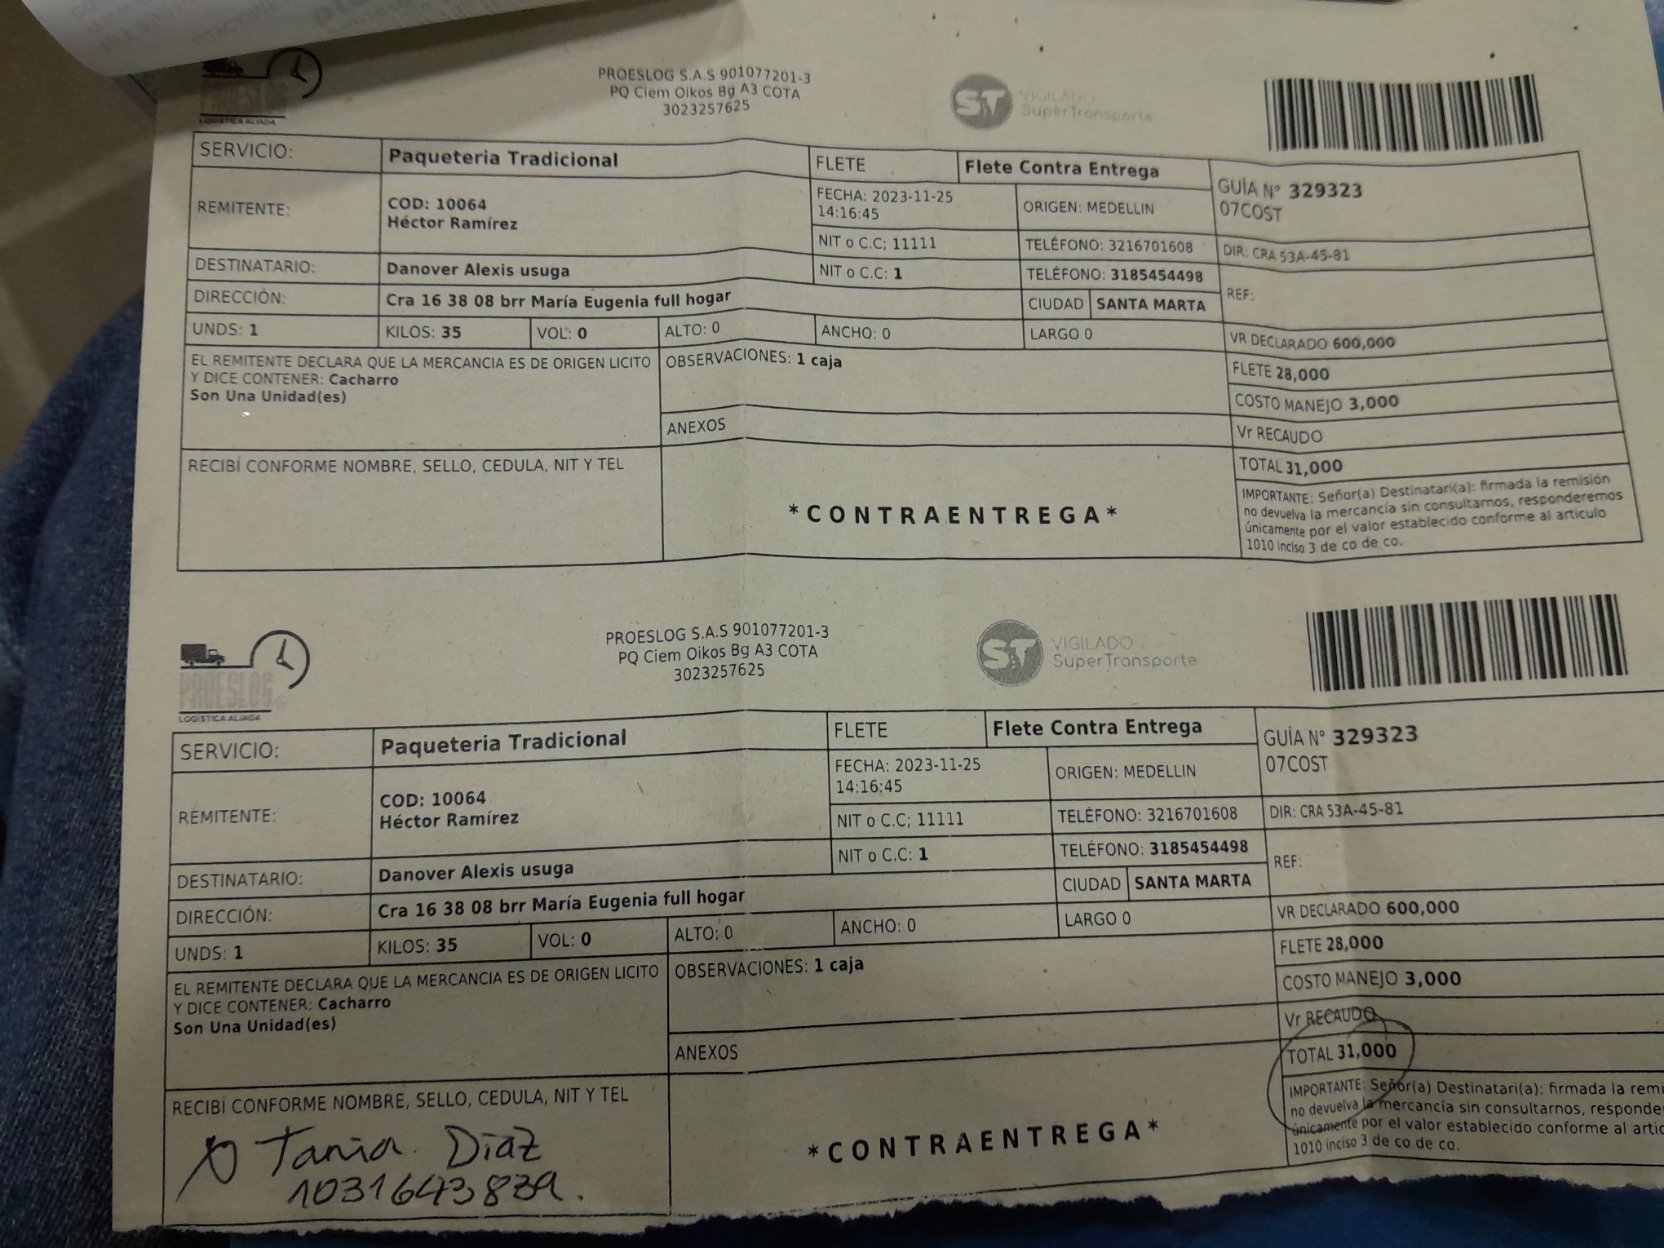 PROESLOG
LOGISTICA ALIADA
PROESLOG S.A.S 901077201-3
PQ Ciem Oikos Bg A3 COTA
3023257625
ST
VIGILADO
SuperTransporte
SERVICIO: Paqueteria Tradicional FLETE Flete Contra Entrega
GUÍA N° 329323
07COST
REMITENTE: COD: 10064
Héctor Ramírez
FECHA: 2023-11-25
14:16:45
ORIGEN: MEDELLIN
NIT o C.C; 11111 TELÉFONO: 3216701608 DIR: CRA 53A-45-81
DESTINATARIO: Danover Alexis usuga NIT o C.C: 1 TELÉFONO: 3185454498
REF:
DIRECCIÓN: Cra 16 38 08 brr María Eugenia full hogar CIUDAD SANTA MARTA
UNDS: 1 KILOS: 35 VOL: 0 ALTO: 0 ANCHO: 0 LARGO 0 VR DECLARADO 600,000
EL REMITENTE DECLARA QUE LA MERCANCIA ES DE ORIGEN LICITO
Y DICE CONTENER: Cacharro
Son Una Unidad(es)
OBSERVACIONES: 1 caja
FLETE 28,000
COSTO MANEJO 3,000
ANEXOS
Vr RECAUDO
RECIBÍ CONFORME NOMBRE, SELLO, CEDULA, NIT Y TEL
TOTAL 31,000
*CONTRAENTREGA*
IMPORTANTE: Señor(a) Destinatari(a): firmada la remisión
no devuelva la mercancía sin consultarnos, responderemos
únicamente por el valor establecido conforme al articulo
1010 inciso 3 de co de co.
PROESLOG
LOGISTICA ALIADA
PROESLOG S.A.S 901077201-3
PQ Ciem Oikos Bg A3 COTA
3023257625
ST
VIGILADO
SuperTransporte
SERVICIO: Paqueteria Tradicional FLETE Flete Contra Entrega
GUÍA N° 329323
07COST
REMITENTE: COD: 10064
Héctor Ramírez
FECHA: 2023-11-25
14:16:45
ORIGEN: MEDELLIN
NIT o C.C; 11111 TELÉFONO: 3216701608 DIR: CRA 53A-45-81
DESTINATARIO: Danover Alexis usuga NIT o C.C: 1 TELÉFONO: 3185454498
REF:
DIRECCIÓN: Cra 16 38 08 brr María Eugenia full hogar CIUDAD SANTA MARTA
UNDS: 1 KILOS: 35 VOL: 0 ALTO: 0 ANCHO: 0 LARGO 0 VR DECLARADO 600,000
EL REMITENTE DECLARA QUE LA MERCANCIA ES DE ORIGEN LICITO
Y DICE CONTENER: Cacharro
Son Una Unidad(es)
OBSERVACIONES: 1 caja
FLETE 28,000
COSTO MANEJO 3,000
Vr RECAUDO
ANEXOS
TOTAL 31,000
RECIBÍ CONFORME NOMBRE, SELLO, CEDULA, NIT Y TEL
Tania Diaz
1031643839.
*CONTRAENTREGA*
IMPORTANTE: Señor(a) Destinatari(a): firmada la remi
no devuelva la mercancía sin consultarnos, responde
únicamente por el valor establecido conforme al artic
1010 inciso 3 de co de co.